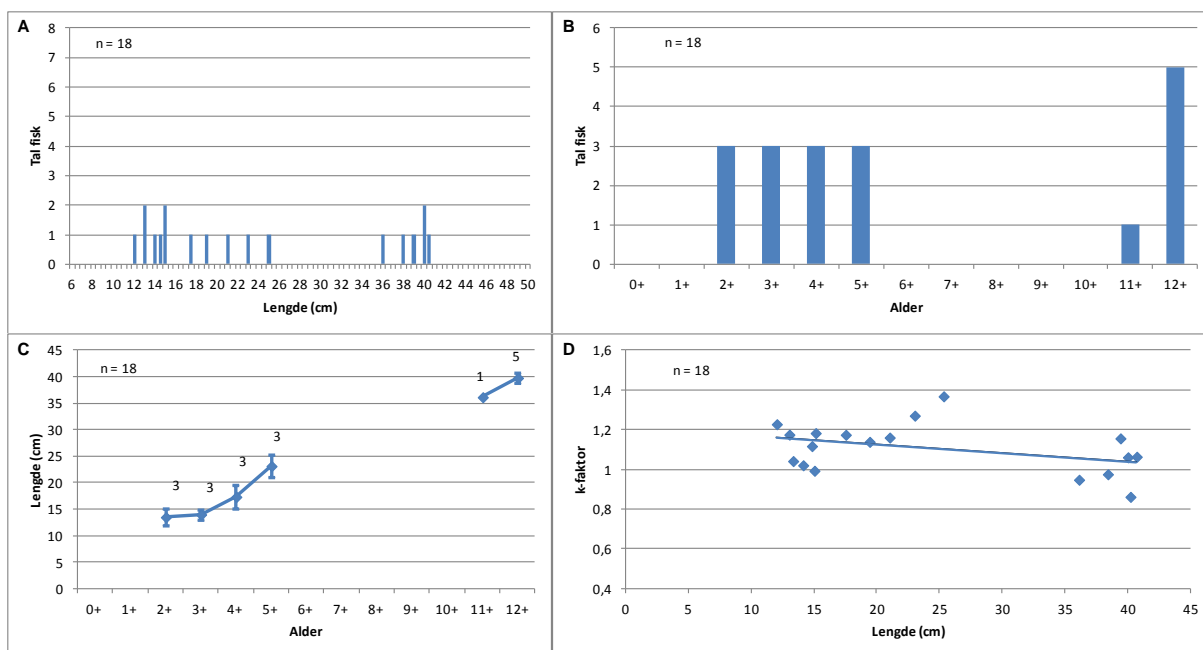 A
n = 18
Tal fisk
8
7
6
5
4
3
2
1
0
6 8 10 12 14 16 18 20 22 24 26 28 30 32 34 36 38 40 42 44 46 48 50
Lengde (cm)
B
n = 18
Tal fisk
6
5
4
3
2
1
0
0+ 1+ 2+ 3+ 4+ 5+ 6+ 7+ 8+ 9+ 10+ 11+ 12+
Alder
C
n = 18
Lengde (cm)
45
40
35
30
25
20
15
10
5
0
3 3 3 3 1 5
0+ 1+ 2+ 3+ 4+ 5+ 6+ 7+ 8+ 9+ 10+ 11+ 12+
Alder
D
n = 18
k-faktor
1,6
1,4
1,2
1
0,8
0,6
0,4
0 5 10 15 20 25 30 35 40 45
Lengde (cm)